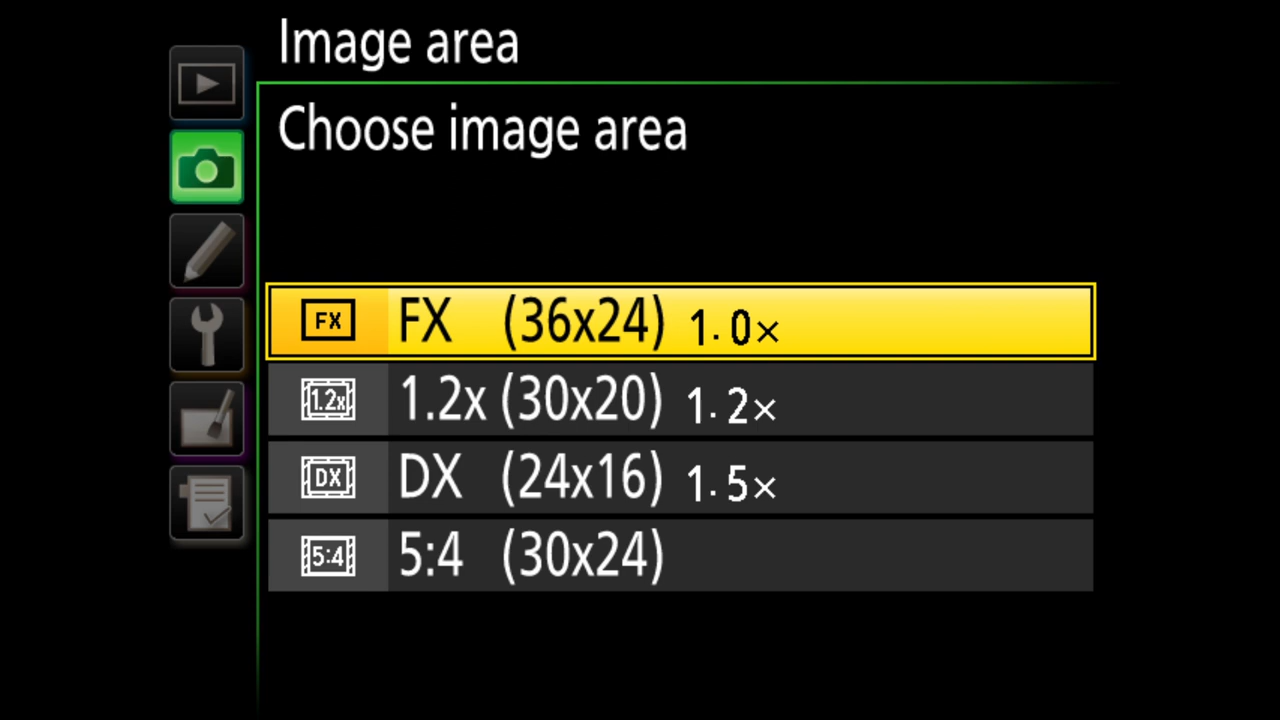 Image area
Choose image area
FX FX (36x24) 1.0×
1.2x 1.2x (30x20) 1.2×
DX DX (24x16) 1.5×
5:4 5:4 (30x24)